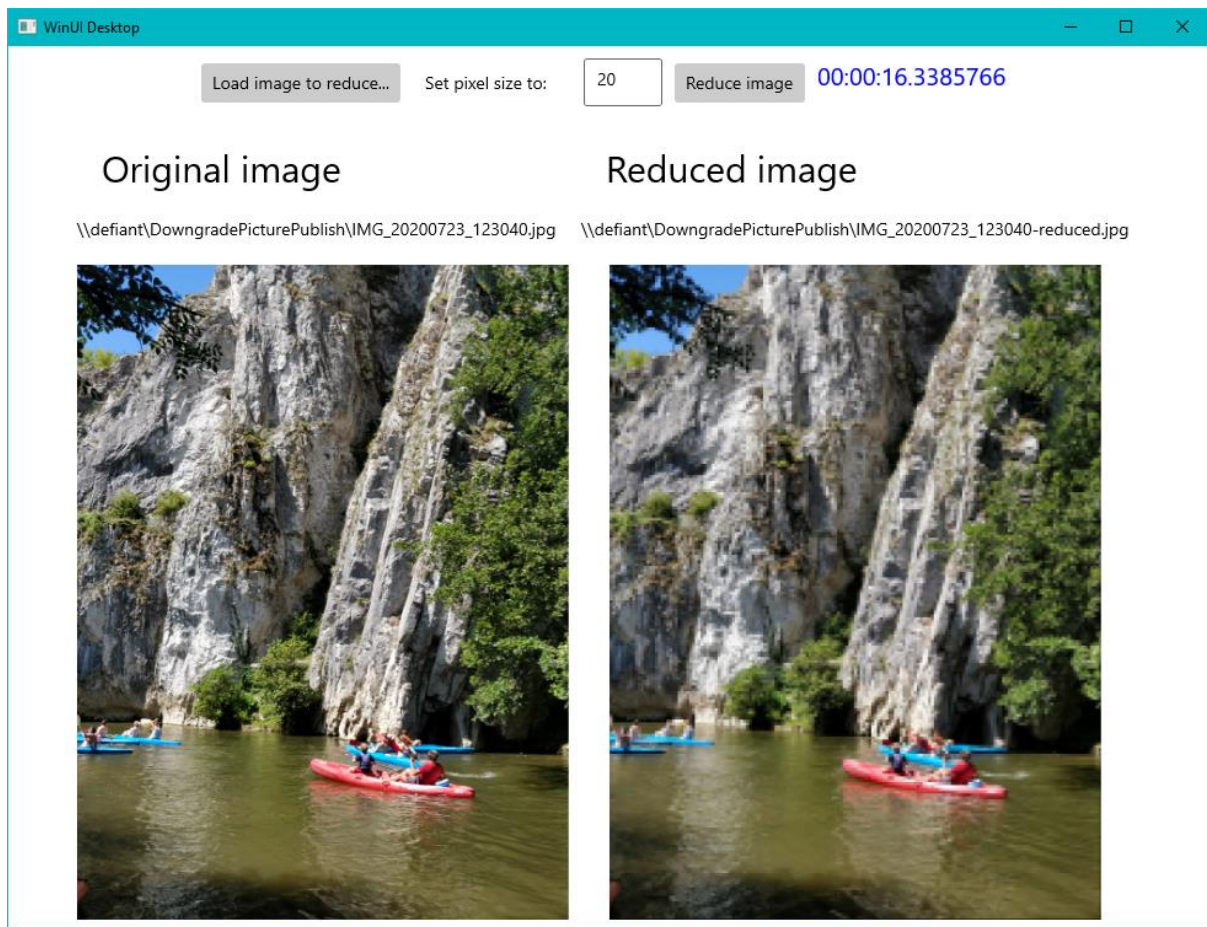 WinUI Desktop
Load image to reduce... Set pixel size to: 20 Reduce image 00:00:16.3385766
Original image Reduced image
\\defiant\DowngradePicturePublish\IMG_20200723_123040.jpg \\defiant\DowngradePicturePublish\IMG_20200723_123040-reduced.jpg